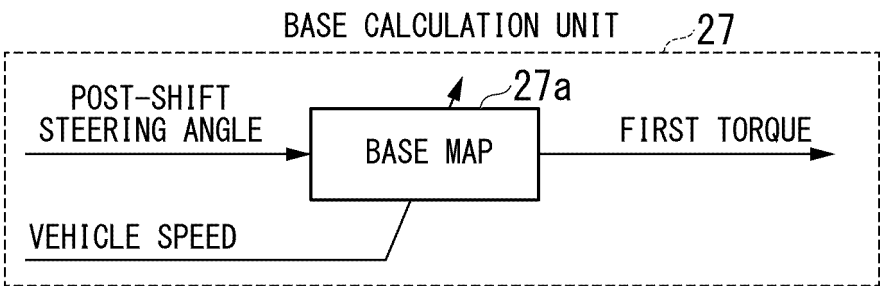 BASE CALCULATION UNIT 27
27a
POST-SHIFT
STEERING ANGLE
BASE MAP
FIRST TORQUE
VEHICLE SPEED